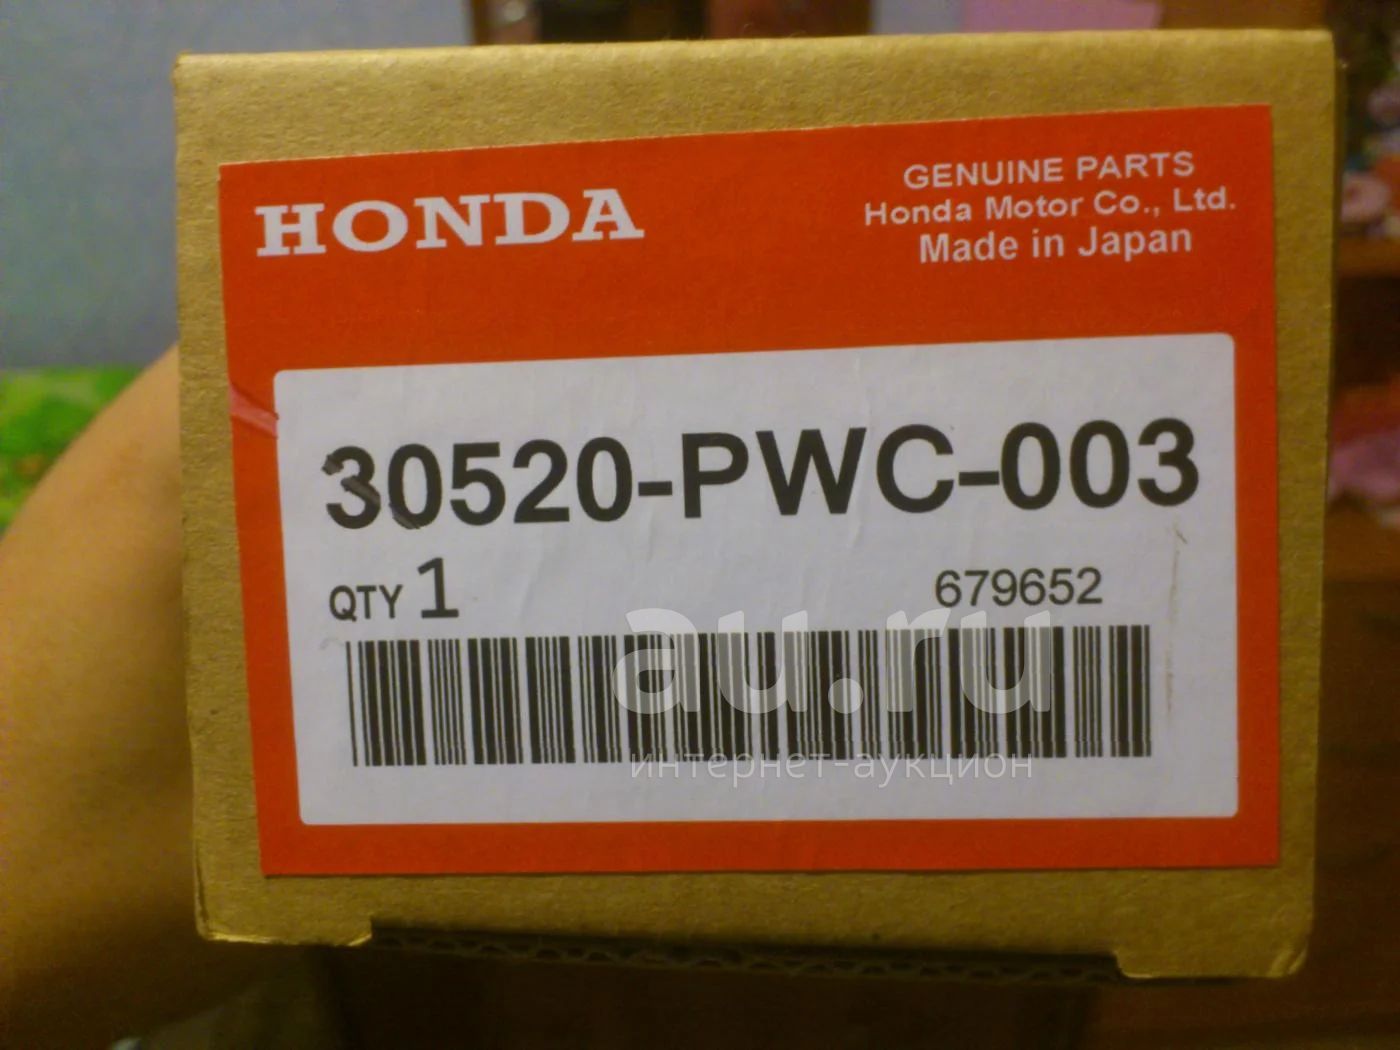 HONDA
GENUINE PARTS
Honda Motor Co., Ltd.
Made in Japan
30520-PWC-003
QTY 1
679652
au.ru
интернет-аукцион